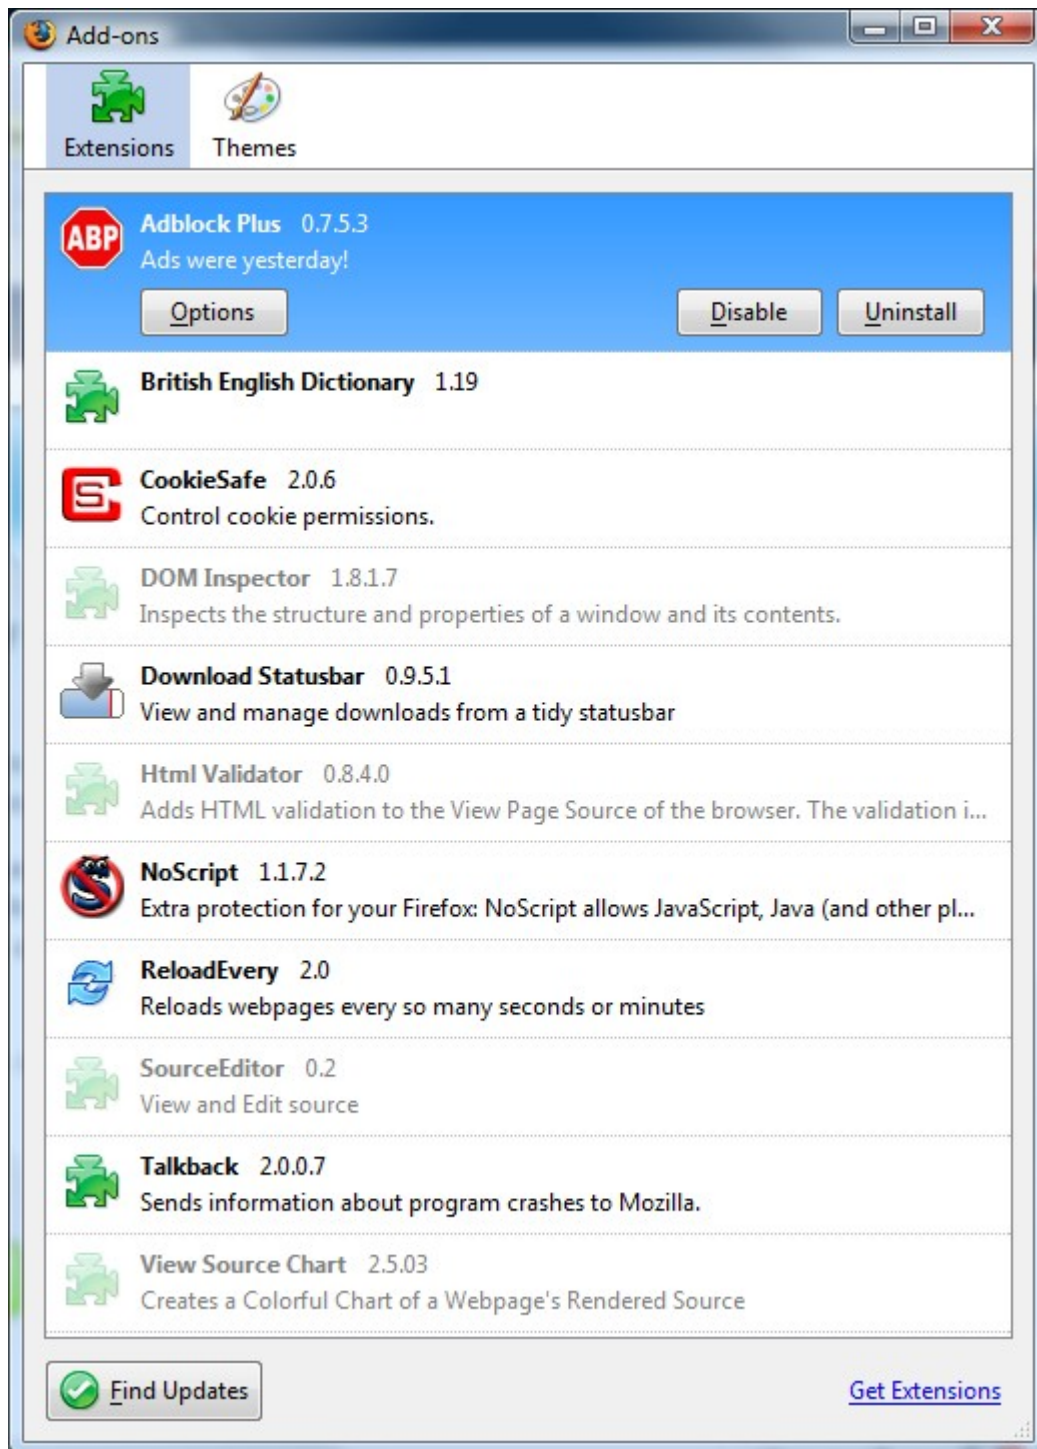 Add-ons
Extensions Themes
ABP
Adblock Plus 0.7.5.3
Ads were yesterday!
Options Disable Uninstall
British English Dictionary 1.19
CookieSafe 2.0.6
Control cookie permissions.
DOM Inspector 1.8.1.7
Inspects the structure and properties of a window and its contents.
Download Statusbar 0.9.5.1
View and manage downloads from a tidy statusbar
Html Validator 0.8.4.0
Adds HTML validation to the View Page Source of the browser. The validation i...
NoScript 1.1.7.2
Extra protection for your Firefox: NoScript allows JavaScript, Java (and other pl...
ReloadEvery 2.0
Reloads webpages every so many seconds or minutes
SourceEditor 0.2
View and Edit source
Talkback 2.0.0.7
Sends information about program crashes to Mozilla.
View Source Chart 2.5.03
Creates a Colorful Chart of a Webpage's Rendered Source
Find Updates Get Extensions